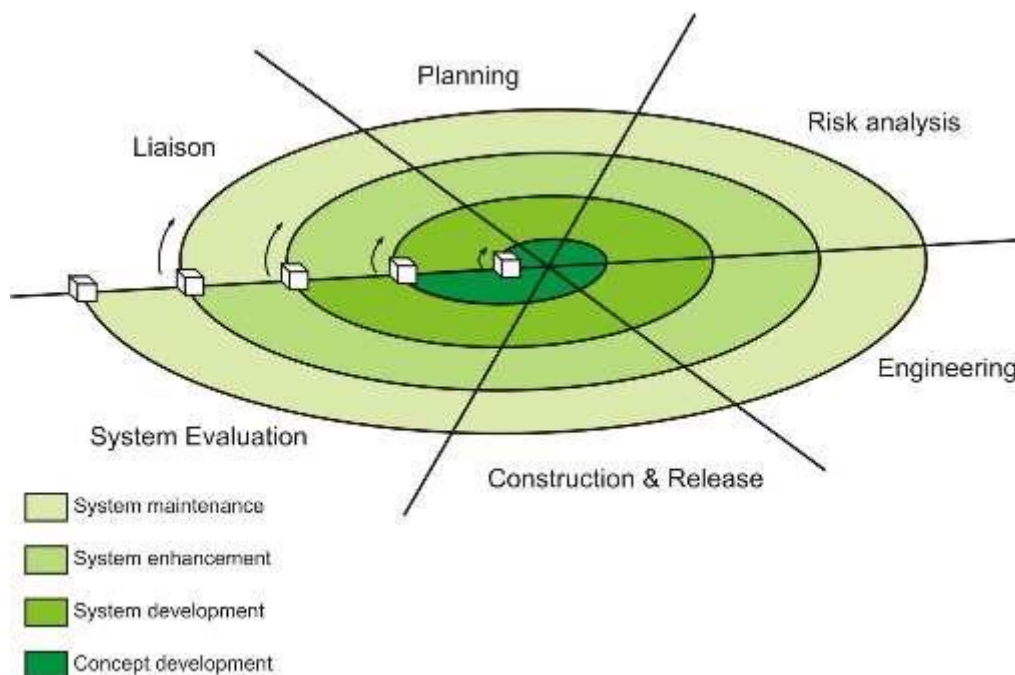 Planning
Risk analysis
Liaison
Engineering
System Evaluation
Construction & Release
System maintenance
System enhancement
System development
Concept development